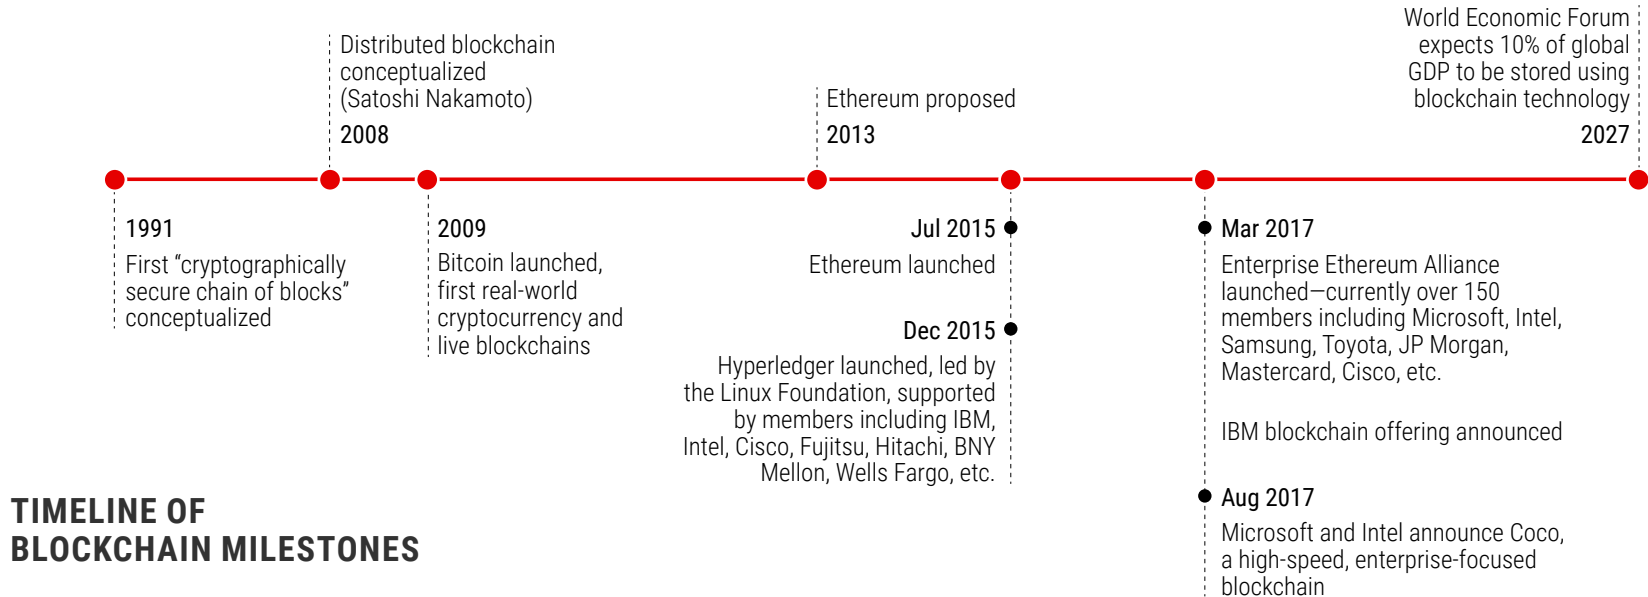 Distributed blockchain
conceptualized
(Satoshi Nakamoto)
2008
Ethereum proposed
2013
World Economic Forum
expects 10% of global
GDP to be stored using
blockchain technology
2027
1991
First “cryptographically
secure chain of blocks”
conceptualized
2009
Bitcoin launched,
first real-world
cryptocurrency and
live blockchains
Jul 2015
Ethereum launched
Dec 2015
Hyperledger launched, led by
the Linux Foundation, supported
by members including IBM,
Intel, Cisco, Fujitsu, Hitachi, BNY
Mellon, Wells Fargo, etc.
Mar 2017
Enterprise Ethereum Alliance
launched—currently over 150
members including Microsoft, Intel,
Samsung, Toyota, JP Morgan,
Mastercard, Cisco, etc.
IBM blockchain offering announced
Aug 2017
Microsoft and Intel announce Coco,
a high-speed, enterprise-focused
blockchain
TIMELINE OF
BLOCKCHAIN MILESTONES